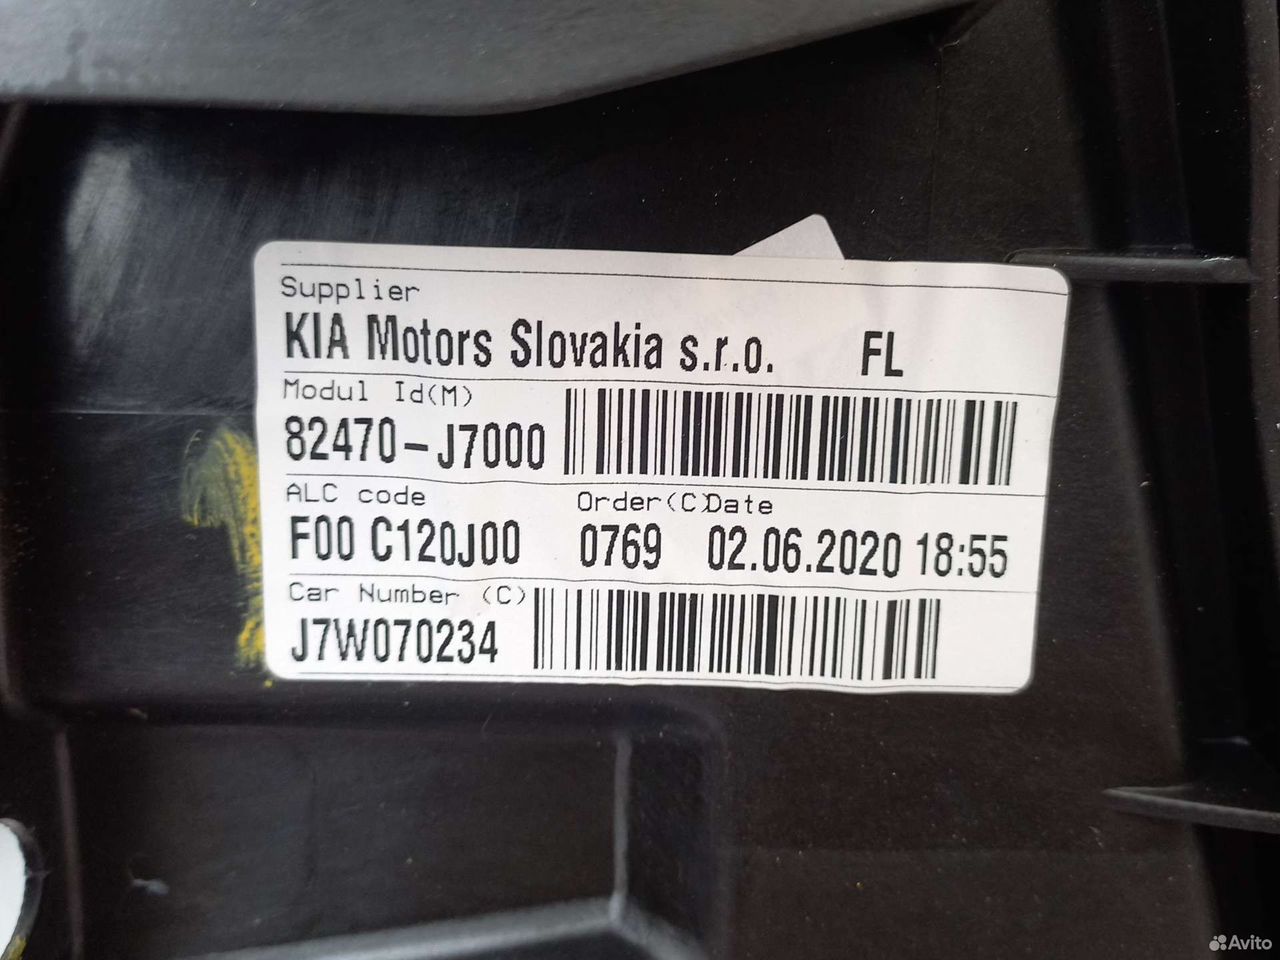 Supplier
KIA Motors Slovakia s.r.o. FL
Modul Id(M)
82470-J7000
ALC code Order(C)Date
F00 C120J00 0769 02.06.2020 18:55
Car Number (C)
J7W070234
Avito